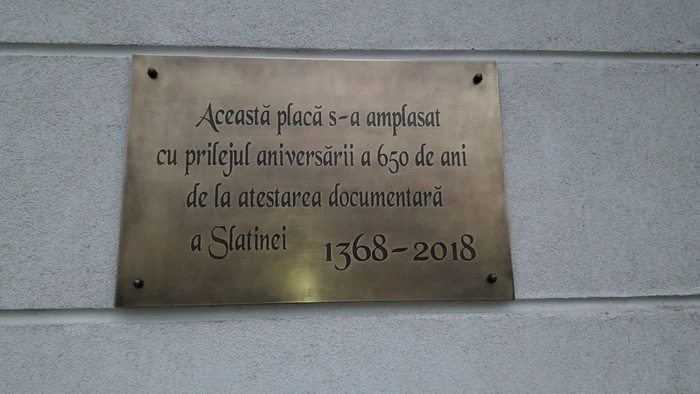 Această placă s-a amplasat
cu prilejul aniversării a 650 de ani
de la atestarea documentară
a Slatinei 1368-2018